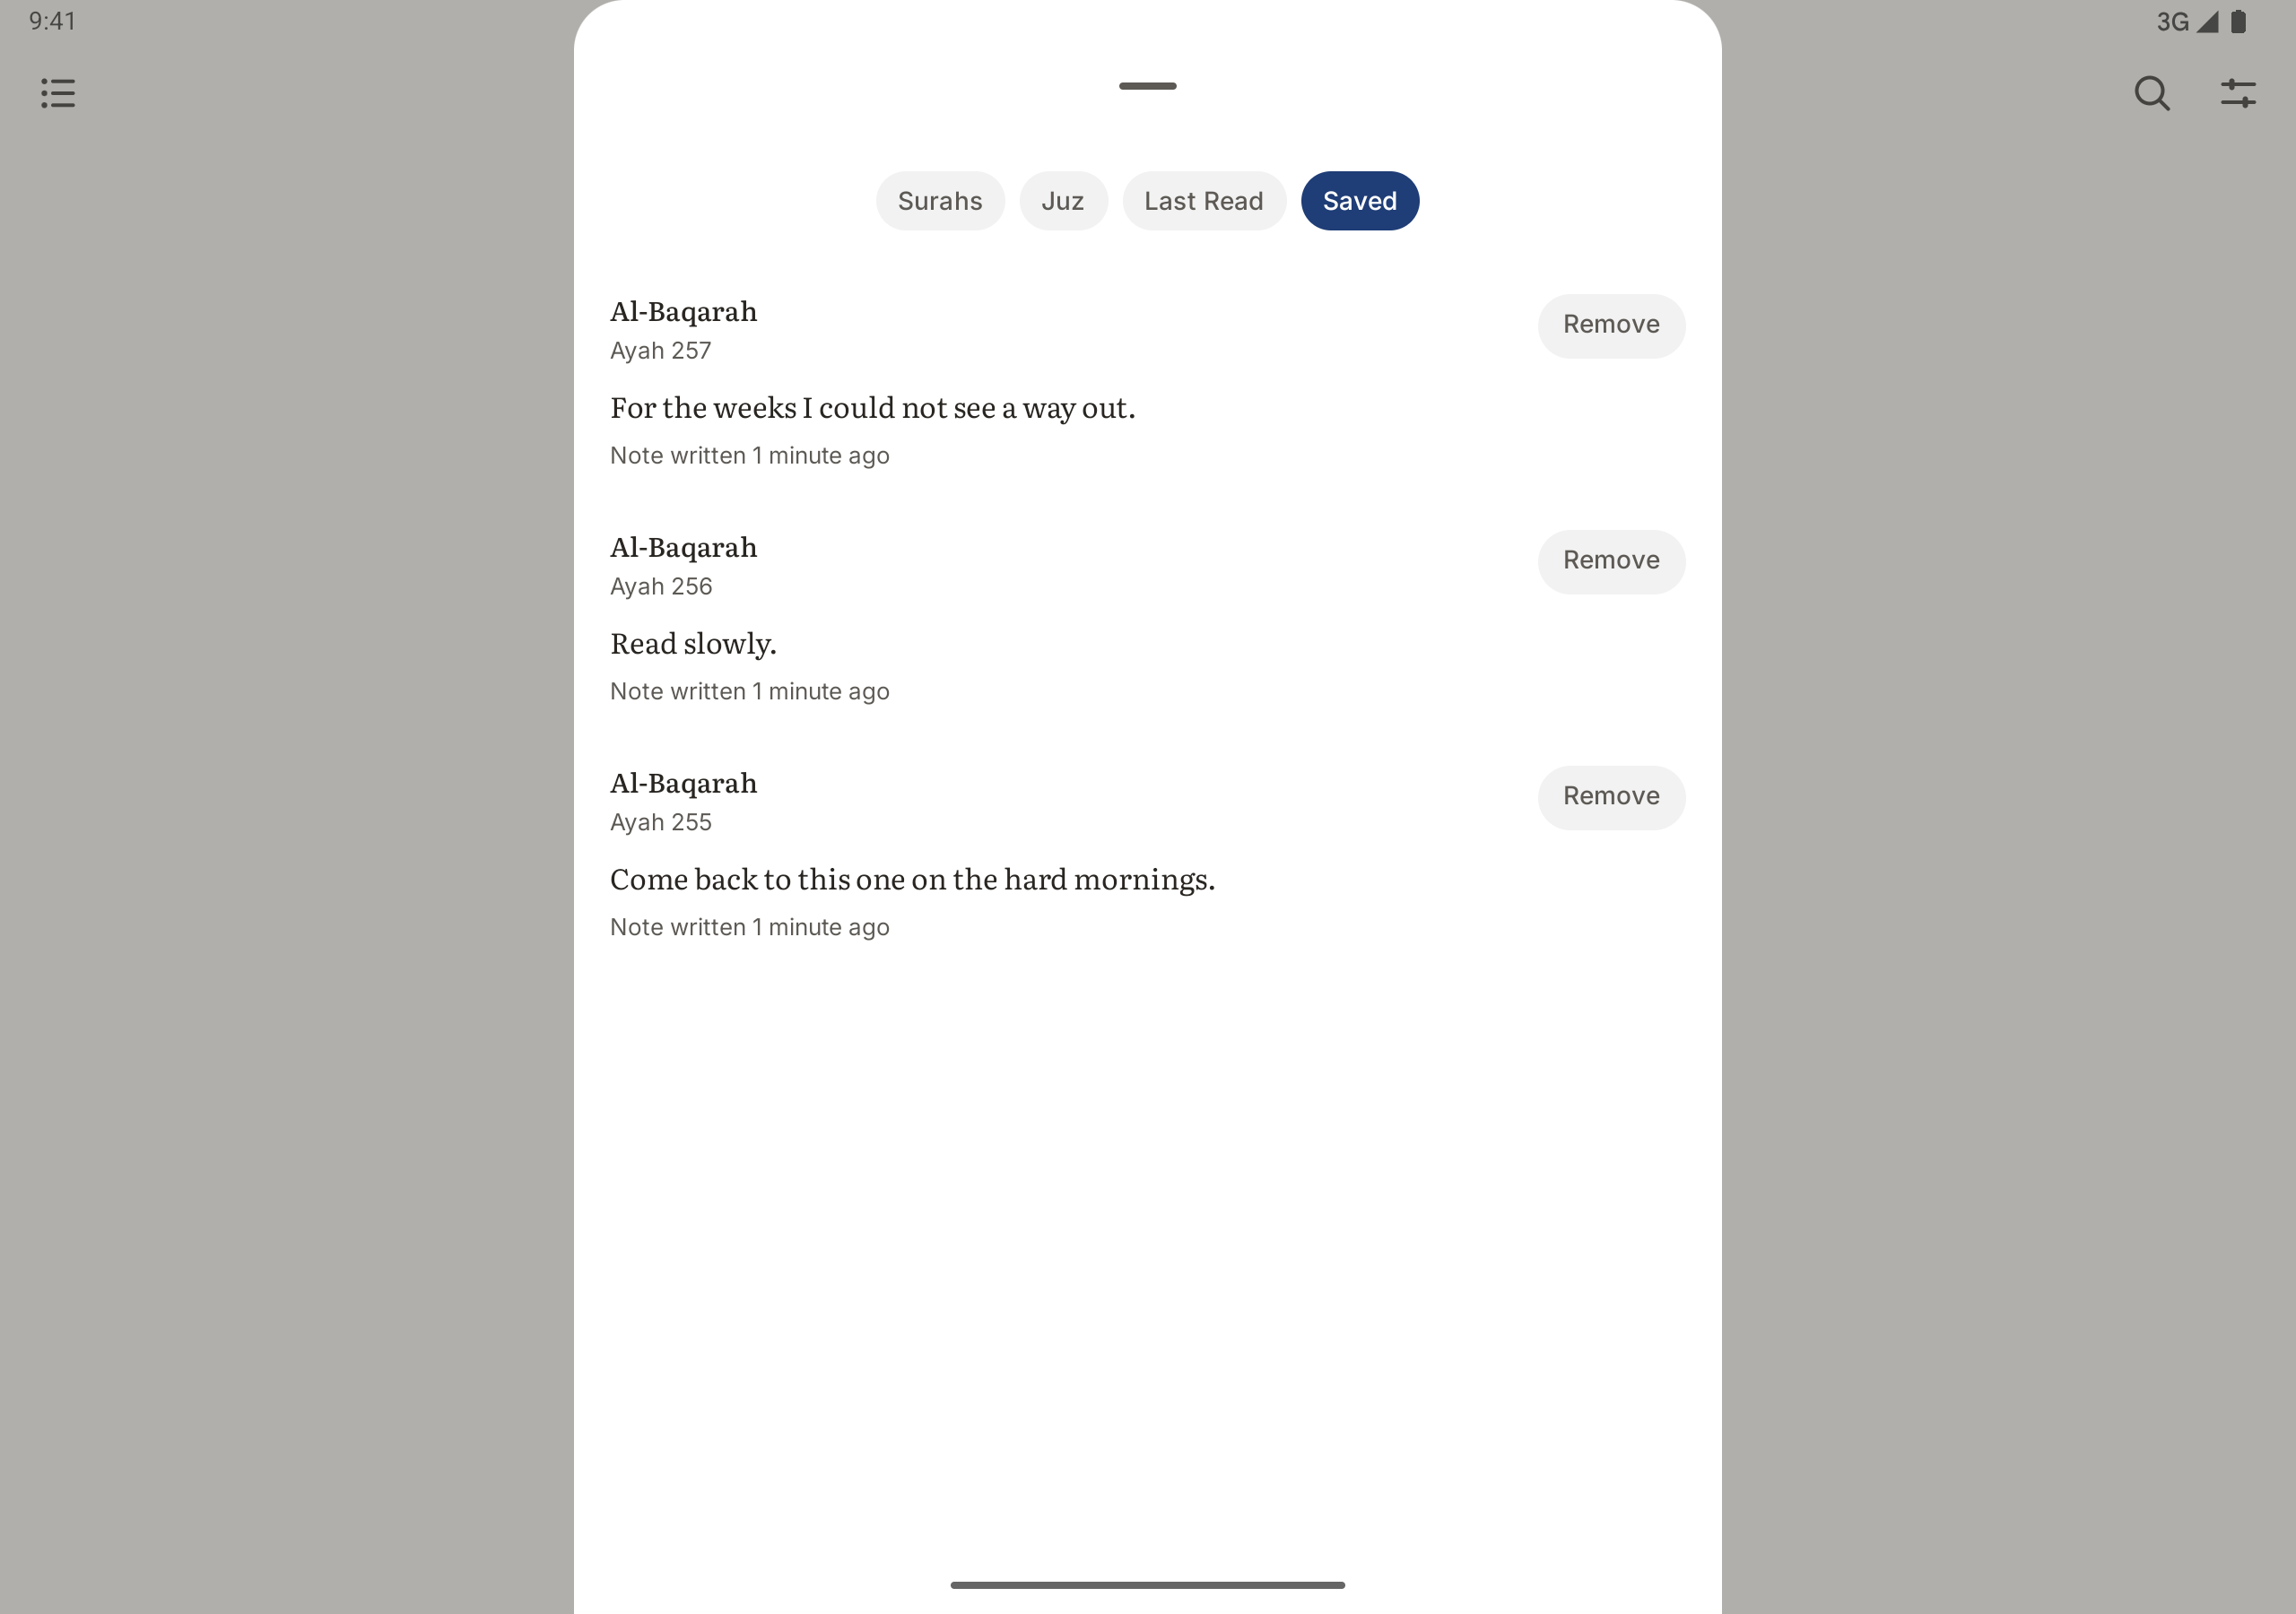 9:41
3G
Surahs Juz Last Read Saved
Al-Baqarah
Remove
Ayah 257
For the weeks I could not see a way out.
Note written 1 minute ago
Al-Baqarah
Remove
Ayah 256
Read slowly.
Note written 1 minute ago
Al-Baqarah
Remove
Ayah 255
Come back to this one on the hard mornings.
Note written 1 minute ago